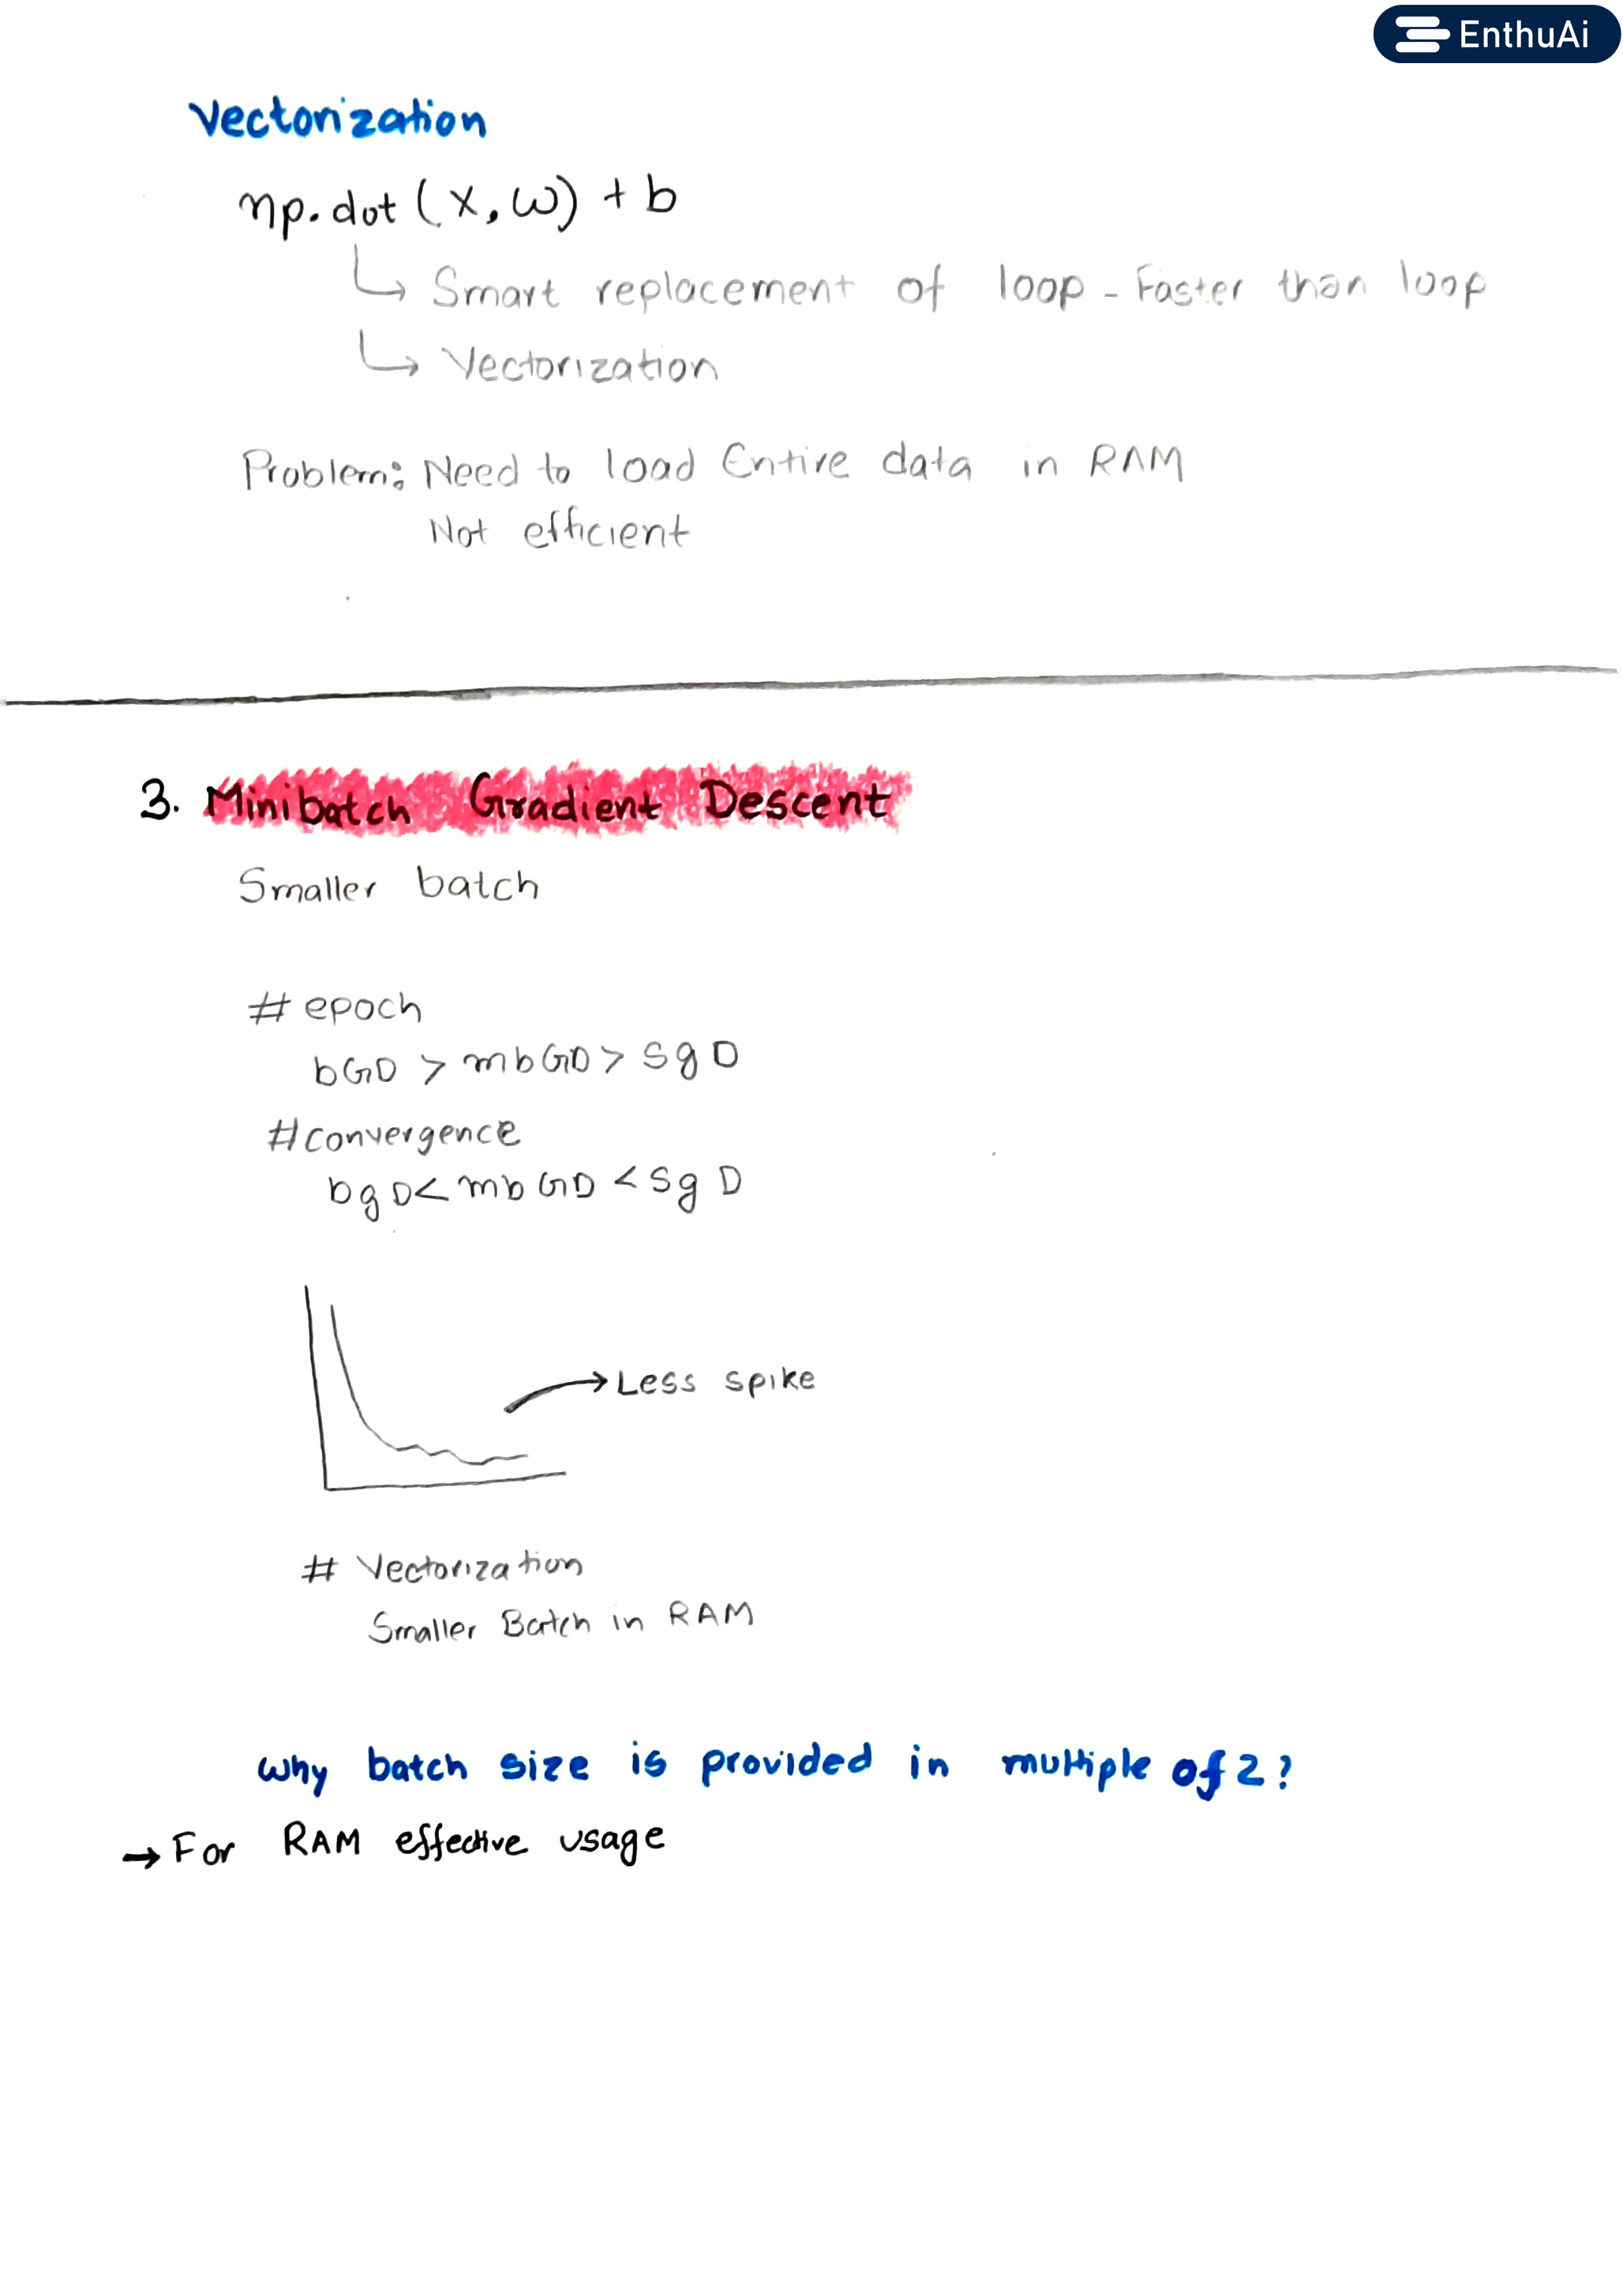 EnthuAi
Vectorization
np.dot (X, W) + b
Smart replacement of loop - Faster than loop
Vectorization
Problem: Need to load Entire data in RAM
Not efficient
3. Minibatch Gradient Descent
Smaller batch
# epoch
bGD > mbGD > sgD
#convergence
bgD < mbGD < sgD
Less spike
# Vectorization
Smaller Batch in RAM
Why batch size is provided in multiple of 2?
→ For RAM effective usage